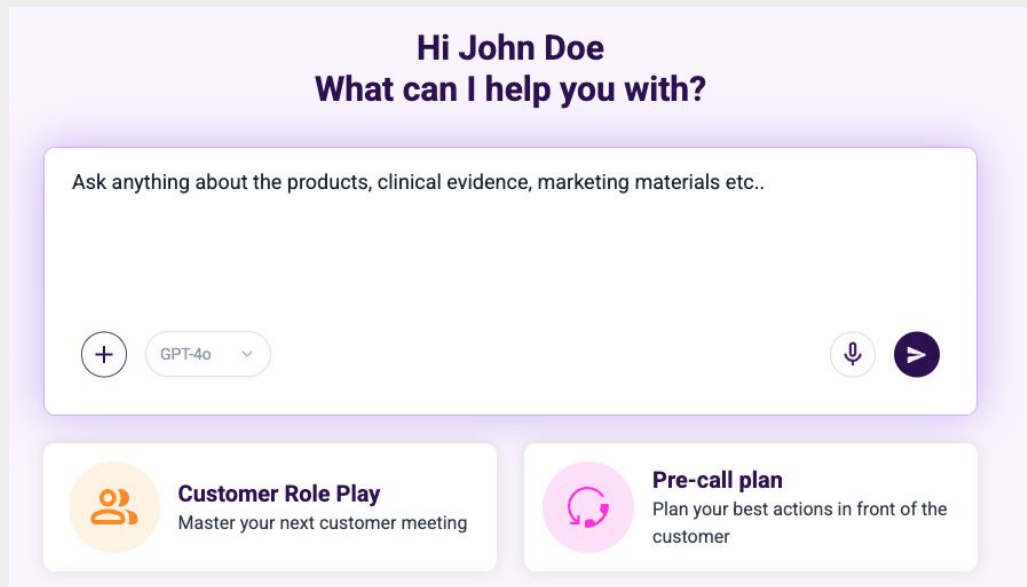 Hi John Doe
What can I help you with?
Ask anything about the products, clinical evidence, marketing materials etc..
GPT-4o
Customer Role Play
Master your next customer meeting
Pre-call plan
Plan your best actions in front of the
customer